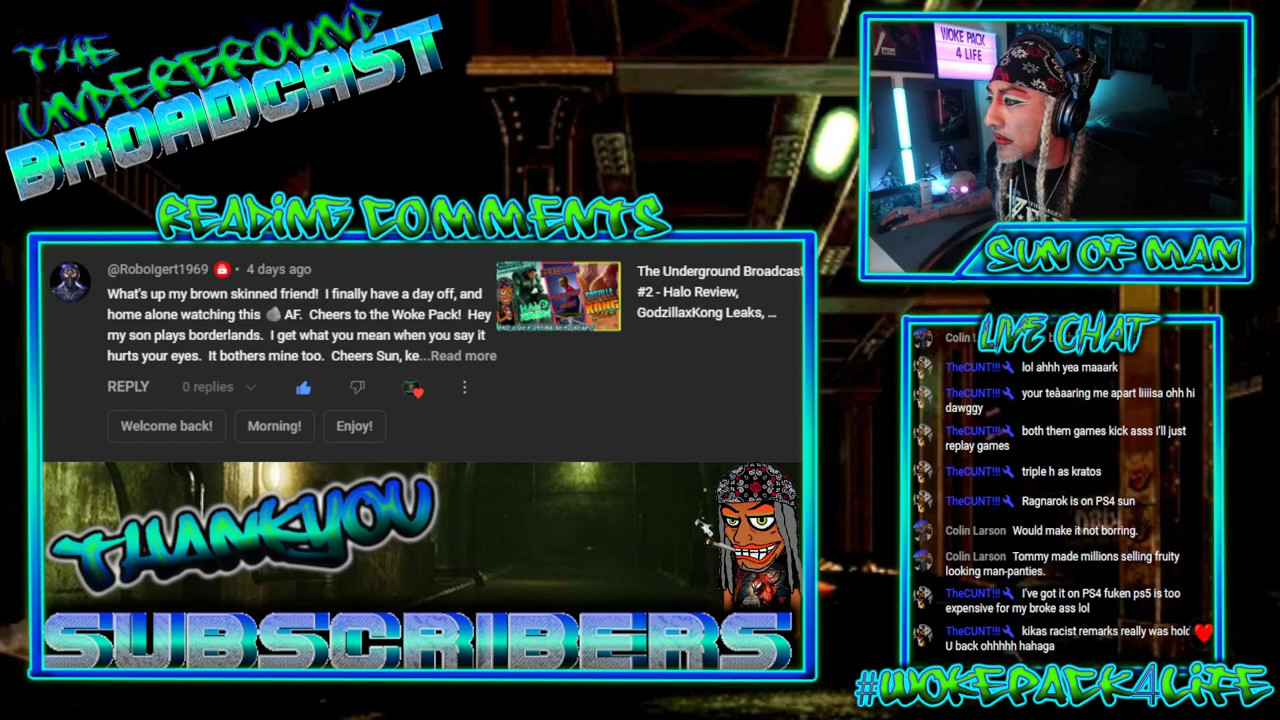 THE
UNDERGROUND
BROADCAST
WOKE PACK
4 LIFE
READING COMMENTS
@RoboIgert1969 • 4 days ago
What's up my brown skinned friend! I finally have a day off, and
home alone watching this AF. Cheers to the Woke Pack! Hey
my son plays borderlands. I get what you mean when you say it
hurts your eyes. It bothers mine too. Cheers Sun, ke...Read more
REPLY 0 replies
Welcome back! Morning! Enjoy!
The Underground Broadcast
#2 - Halo Review,
GodzillaxKong Leaks, ...
THANKYOU
SUBSCRIBERS
SUN OF MAN
LIVE CHAT
Colin
TheCUNT!!! lol ahhh yea maaark
TheCUNT!!! your teàaaring me apart liiiisa ohh hi
dawggy
TheCUNT!!! both them games kick asss I'll just
replay games
TheCUNT!!! triple h as kratos
TheCUNT!!! Ragnarok is on PS4 sun
Colin Larson Would make it not borring.
Colin Larson Tommy made millions selling fruity
looking man-panties.
TheCUNT!!! I've got it on PS4 fuken ps5 is too
expensive for my broke ass lol
TheCUNT!!! kikas racist remarks really was hold
U back ohhhhh hahaga
#WOKEPACK4LIFE